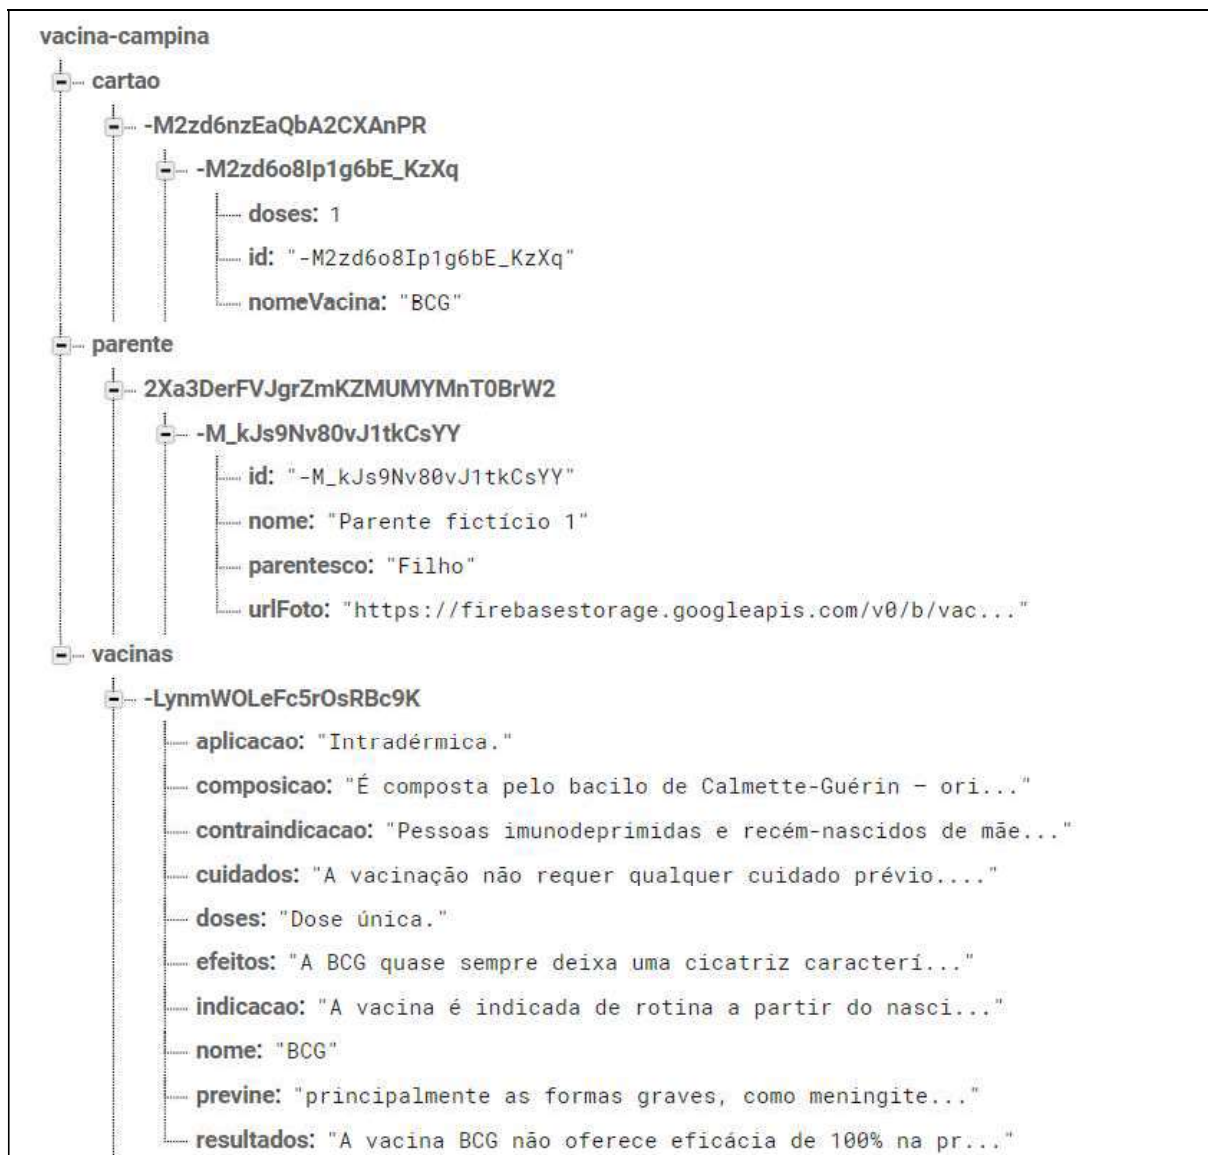 vacina-campina
cartao
-M2zd6nzEaQbA2CXAnPR
-M2zd6o8Ip1g6bE_KzXq
doses: 1
id: "-M2zd6o8Ip1g6bE_KzXq"
nomeVacina: "BCG"
parente
2Xa3DerFVJgrZmKZMUMYMnT0BrW2
-M_kJs9Nv80vJ1tkCsYY
id: "-M_kJs9Nv80vJ1tkCsYY"
nome: "Parente fictício 1"
parentesco: "Filho"
urlFoto: "https://firebasestorage.googleapis.com/v0/b/vac..."
vacinas
-LynmWOLeFc5rOsRBc9K
aplicacao: "Intradérmica."
composicao: "É composta pelo bacilo de Calmette-Guérin – ori..."
contraindicacao: "Pessoas imunodeprimidas e recém-nascidos de mãe..."
cuidados: "A vacinação não requer qualquer cuidado prévio...."
doses: "Dose única."
efeitos: "A BCG quase sempre deixa uma cicatriz caracterí..."
indicacao: "A vacina é indicada de rotina a partir do nasci..."
nome: "BCG"
previne: "principalmente as formas graves, como meningite..."
resultados: "A vacina BCG não oferece eficácia de 100% na pr..."